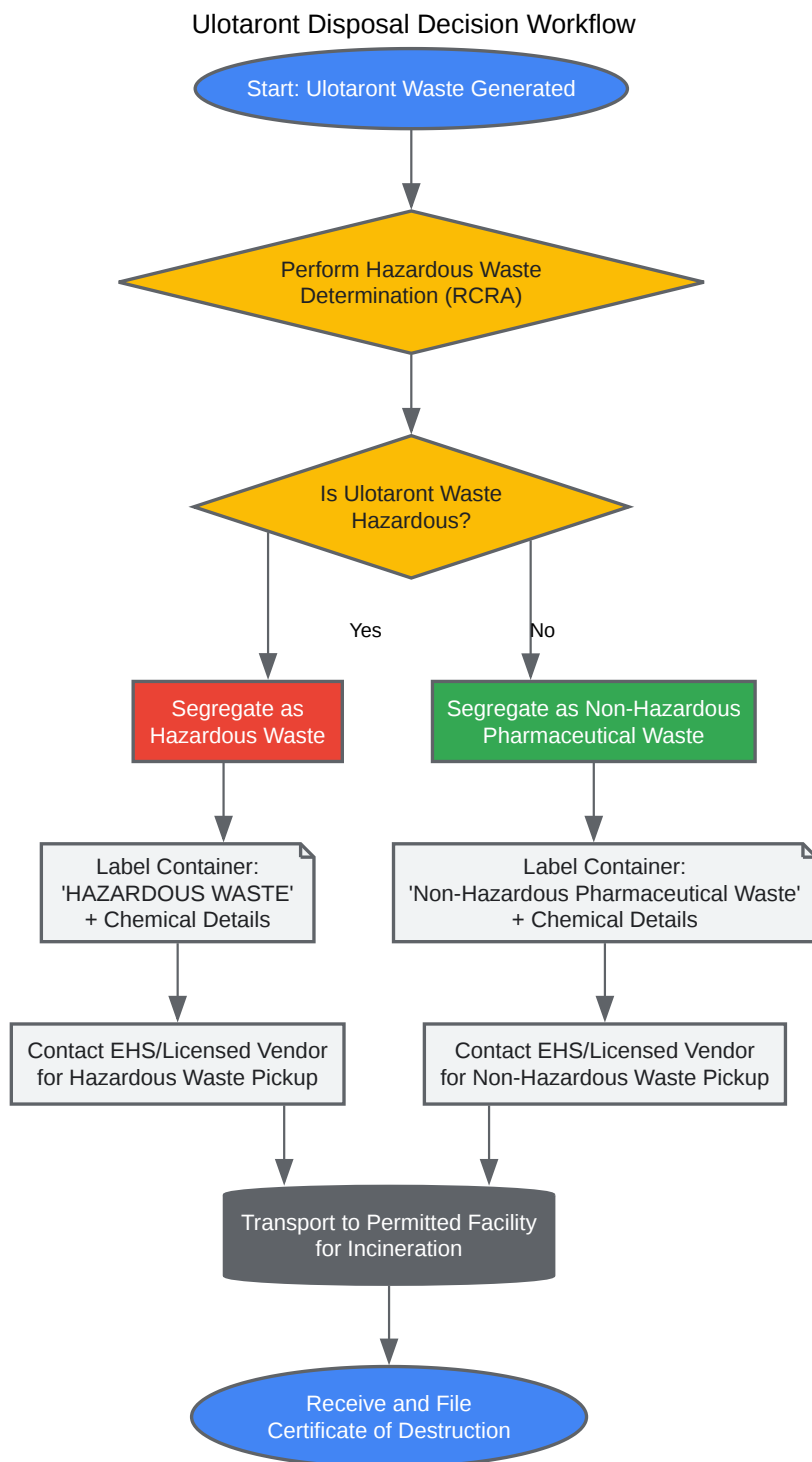 Ulotaront Disposal Decision Workflow
Start: Ulotaront Waste Generated
Perform Hazardous Waste
Determination (RCRA)
Is Ulotaront Waste
Hazardous?
Yes
No
Segregate as
Hazardous Waste
Segregate as Non-Hazardous
Pharmaceutical Waste
Label Container:
'HAZARDOUS WASTE'
+ Chemical Details
Label Container:
'Non-Hazardous Pharmaceutical Waste'
+ Chemical Details
Contact EHS/Licensed Vendor
for Hazardous Waste Pickup
Contact EHS/Licensed Vendor
for Non-Hazardous Waste Pickup
Transport to Permitted Facility
for Incineration
Receive and File
Certificate of Destruction